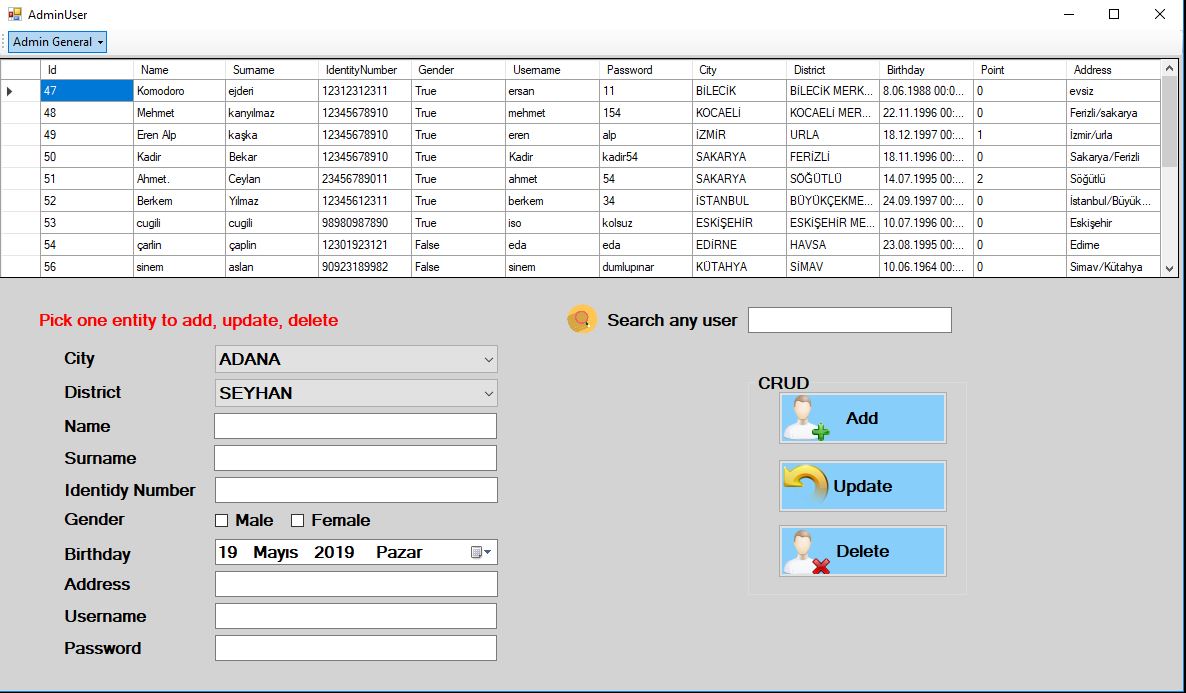 AdminUser
Admin General
Id Name Surname IdentityNumber Gender Username Password City District Birthday Point Address
47 Komodoro ejderi 12312312311 True ersan 11 BİLECİK BİLECİK MERK... 8.06.1988 00:0... 0 evsiz
48 Mehmet kanyılmaz 12345678910 True mehmet 154 KOCAELİ KOCAELİ MER... 22.11.1996 00:... 0 Ferizli/sakarya
49 Eren Alp kaşka 12345678910 True eren alp İZMİR URLA 18.12.1997 00:... 1 İzmir/urla
50 Kadir Bekar 12345678910 True Kadir kadir54 SAKARYA FERİZLİ 18.11.1996 00:... 0 Sakarya/Ferizli
51 Ahmet. Ceylan 23456789011 True ahmet 54 SAKARYA SÖĞÜTLÜ 14.07.1995 00:... 2 Söğütlü
52 Berkem Yılmaz 12345612311 True berkem 34 İSTANBUL BÜYÜKÇEKME... 24.09.1997 00:... 0 İstanbul/Büyük...
53 cugili cugili 98980987890 True iso kolsuz ESKİŞEHİR ESKİŞEHİR ME... 10.07.1996 00:... 0 Eskişehir
54 çarlin çaplin 12301923121 False eda eda EDİRNE HAVSA 23.08.1995 00:... 0 Edirne
56 sinem aslan 90923189982 False sinem dumlupınar KÜTAHYA SİMAV 10.06.1964 00:... 0 Simav/Kütahya
Pick one entity to add, update, delete
Search any user
City ADANA
District SEYHAN
Name
Surname
Identidy Number
Gender Male Female
Birthday 19 Mayıs 2019 Pazar
Address
Username
Password
CRUD
Add
Update
Delete